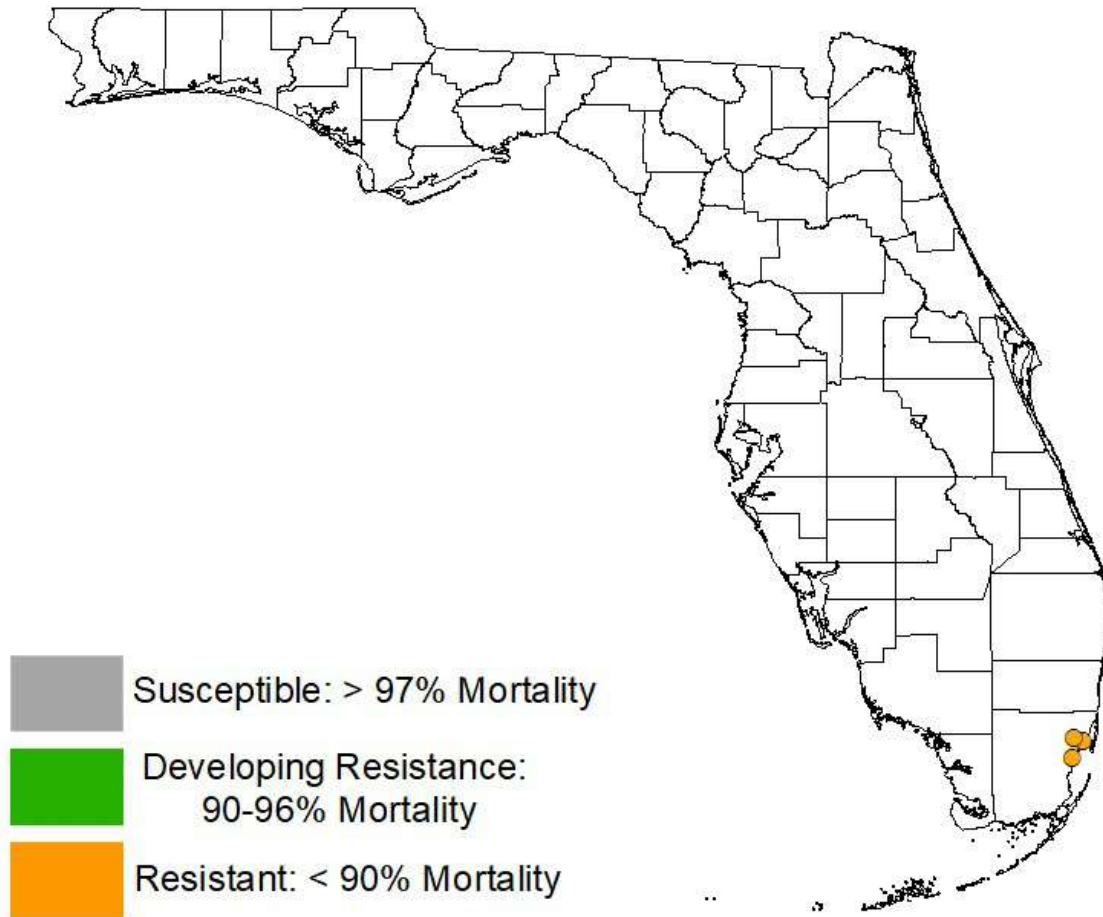 Susceptible: > 97% Mortality
Developing Resistance:
90-96% Mortality
Resistant: < 90% Mortality